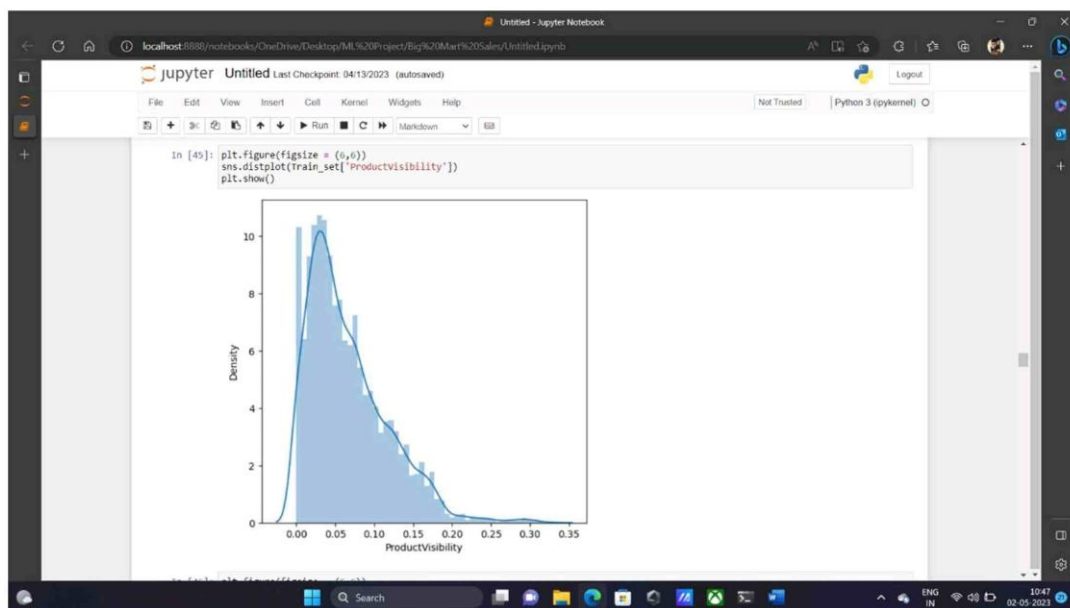 Untitled - Jupyter Notebook
localhost:8888/notebooks/OneDrive/Desktop/ML%20Project/Big%20Mart%20Sales/Untitled.ipynb
jupyter Untitled Last Checkpoint: 04/13/2023 (autosaved)
Logout
File Edit View Insert Cell Kernel Widgets Help
Not Trusted
Python 3 (ipykernel)
Run
Markdown
In [45]: plt.figure(figsize = (6,6))
sns.distplot(Train_set['ProductVisibility'])
plt.show()
10
8
6
4
2
0
Density
0.00 0.05 0.10 0.15 0.20 0.25 0.30 0.35
ProductVisibility
Search
ENG
IN
10:47
02-05-2023